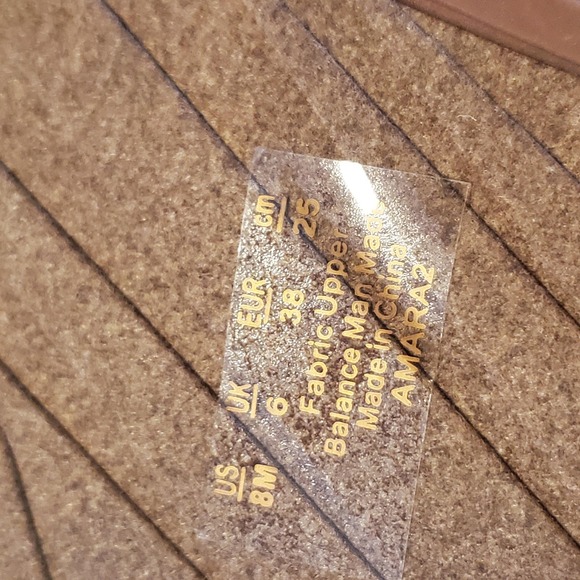 US UK EUR cm
8M 6 38 25
Fabric Upper
Balance Man Made
Made in China
AMARA2